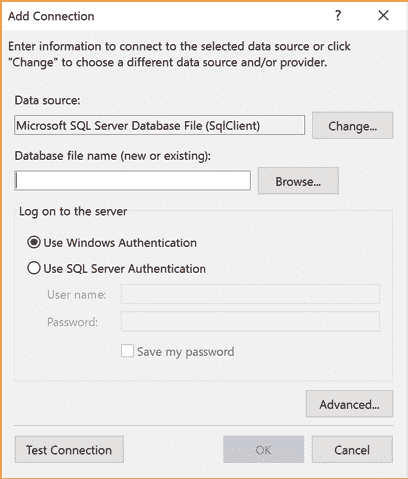 Add Connection ?
Enter information to connect to the selected data source or click
"Change" to choose a different data source and/or provider.
Data source:
Microsoft SQL Server Database File (SqlClient) Change...
Database file name (new or existing):
Browse...
Log on to the server
Use Windows Authentication
Use SQL Server Authentication
User name:
Password:
Save my password
Advanced...
Test Connection OK Cancel